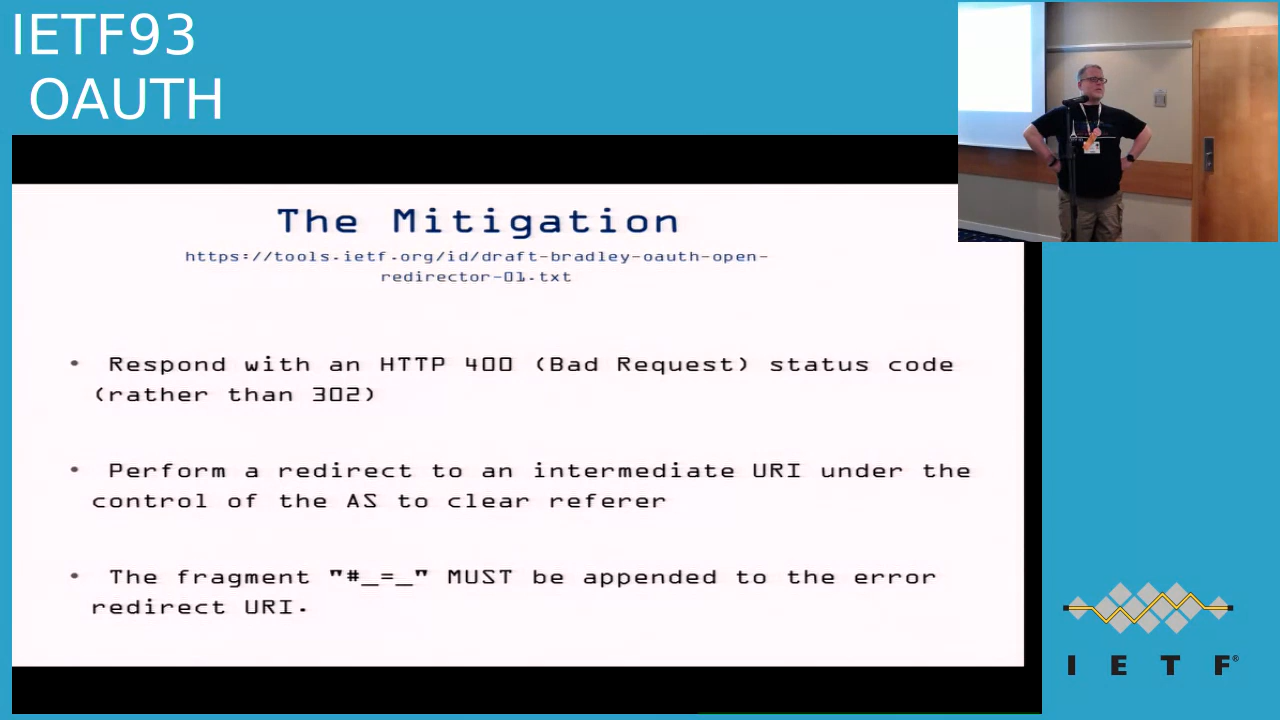 IETF93
OAUTH
The Mitigation
https://tools.ietf.org/id/draft-bradley-oauth-open-
redirector-01.txt
• Respond with an HTTP 400 (Bad Request) status code
(rather than 302)
• Perform a redirect to an intermediate URI under the
control of the AS to clear referer
• The fragment "#_=_" MUST be appended to the error
redirect URI.
I E T F®